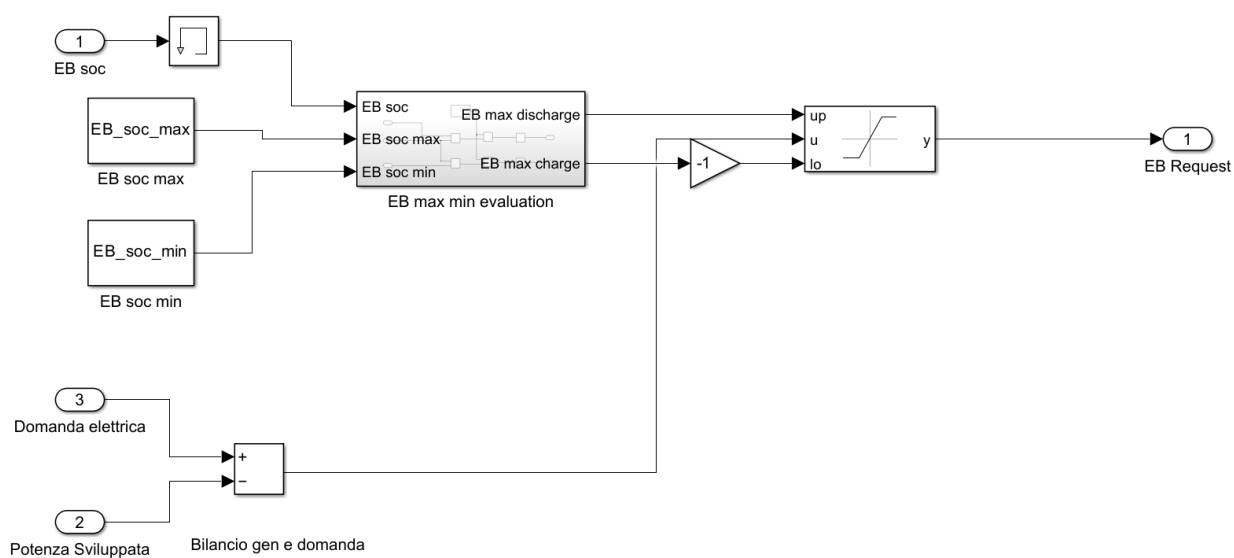 1
EB soc
EB_soc_max
EB soc max
EB_soc_min
EB soc min
EB soc
EB soc max
EB soc min
EB max discharge
EB max charge
EB max min evaluation
-1
up
u
lo
y
1
EB Request
3
Domanda elettrica
+
−
2
Potenza Sviluppata
Bilancio gen e domanda